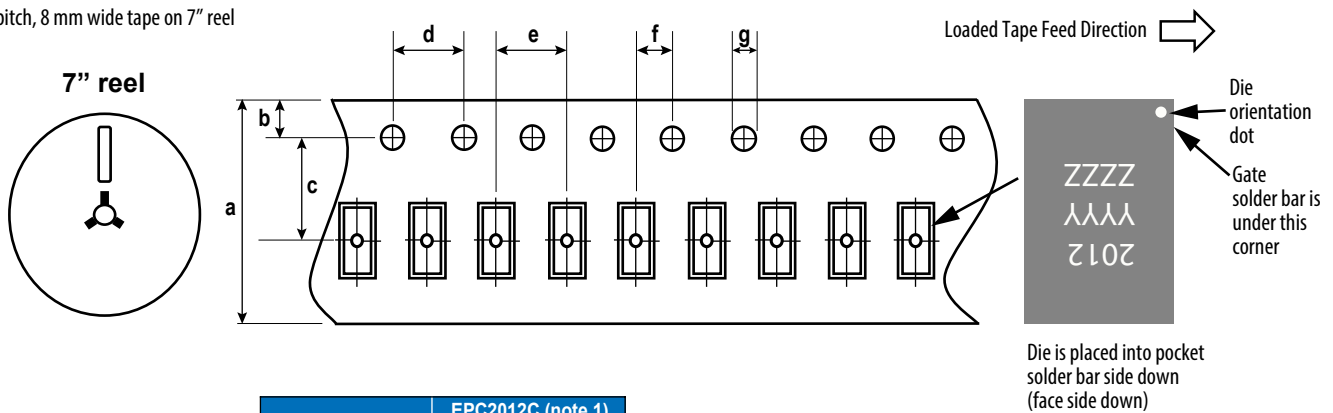 pitch, 8 mm wide tape on 7” reel
Loaded Tape Feed Direction
7” reel
d
e
f
g
b
c
a
Die
orientation
dot
Gate
solder bar is
under this
corner
ZZZZ
YYYY
2012
Die is placed into pocket
solder bar side down
(face side down)
EPC2012C (note 1)